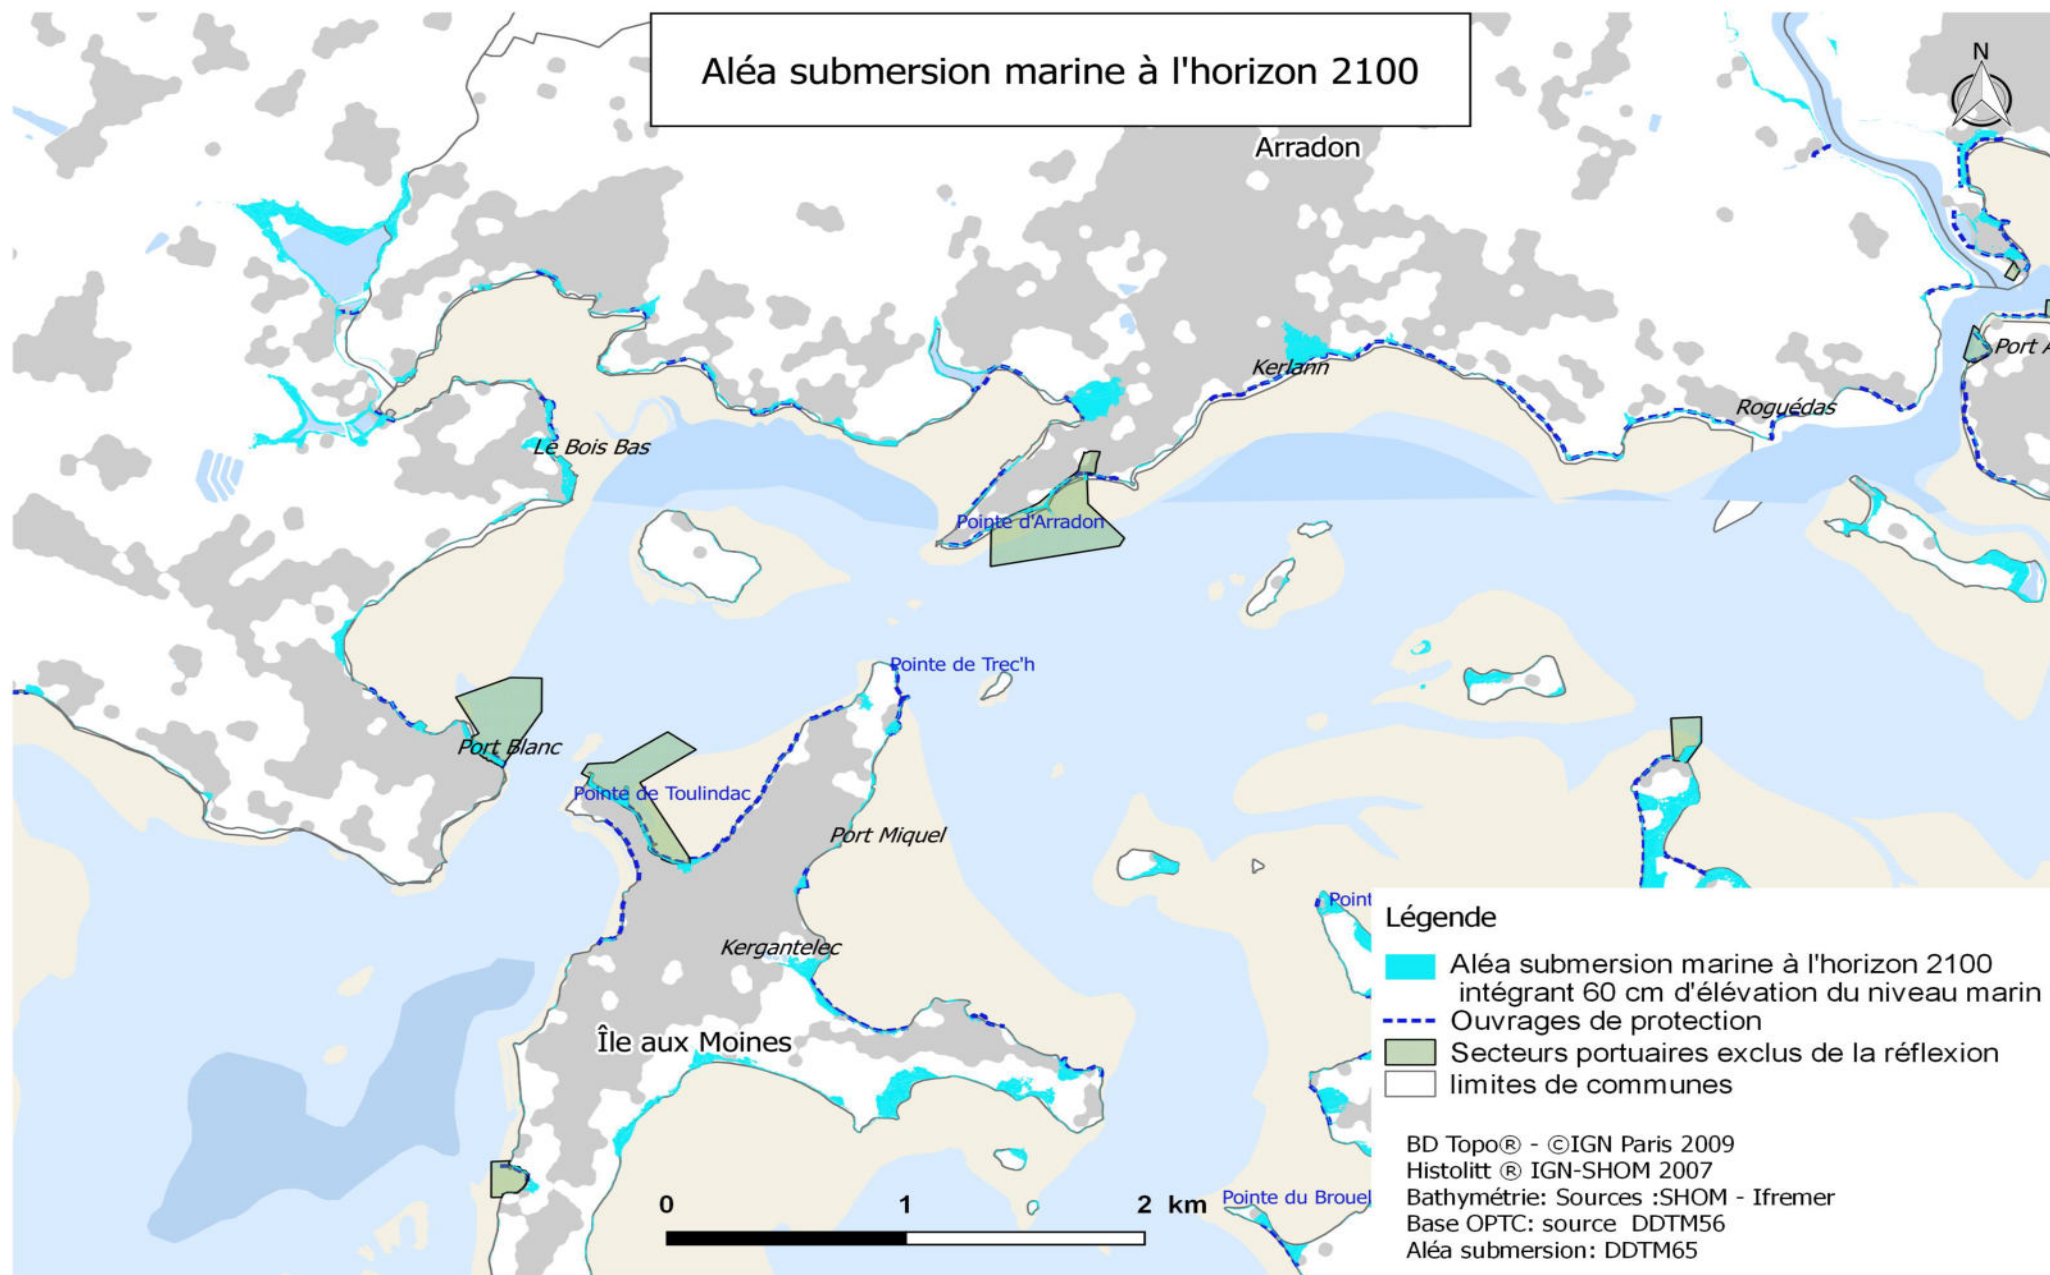 Aléa submersion marine à l'horizon 2100
N
Arradon
Port A
Kerlann
Roguédas
Le Bois Bas
Pointe d'Arradon
Pointe de Trec'h
Port Blanc
Pointe de Toulindac
Port Miquel
Point
Kergantelec
Île aux Moines
Pointe du Brouel
0 1 2 km
Légende
Aléa submersion marine à l'horizon 2100
intégrant 60 cm d'élévation du niveau marin
Ouvrages de protection
Secteurs portuaires exclus de la réflexion
limites de communes
BD Topo® - ©IGN Paris 2009
Histolitt ® IGN-SHOM 2007
Bathymétrie: Sources :SHOM - Ifremer
Base OPTC: source DDTM56
Aléa submersion: DDTM65